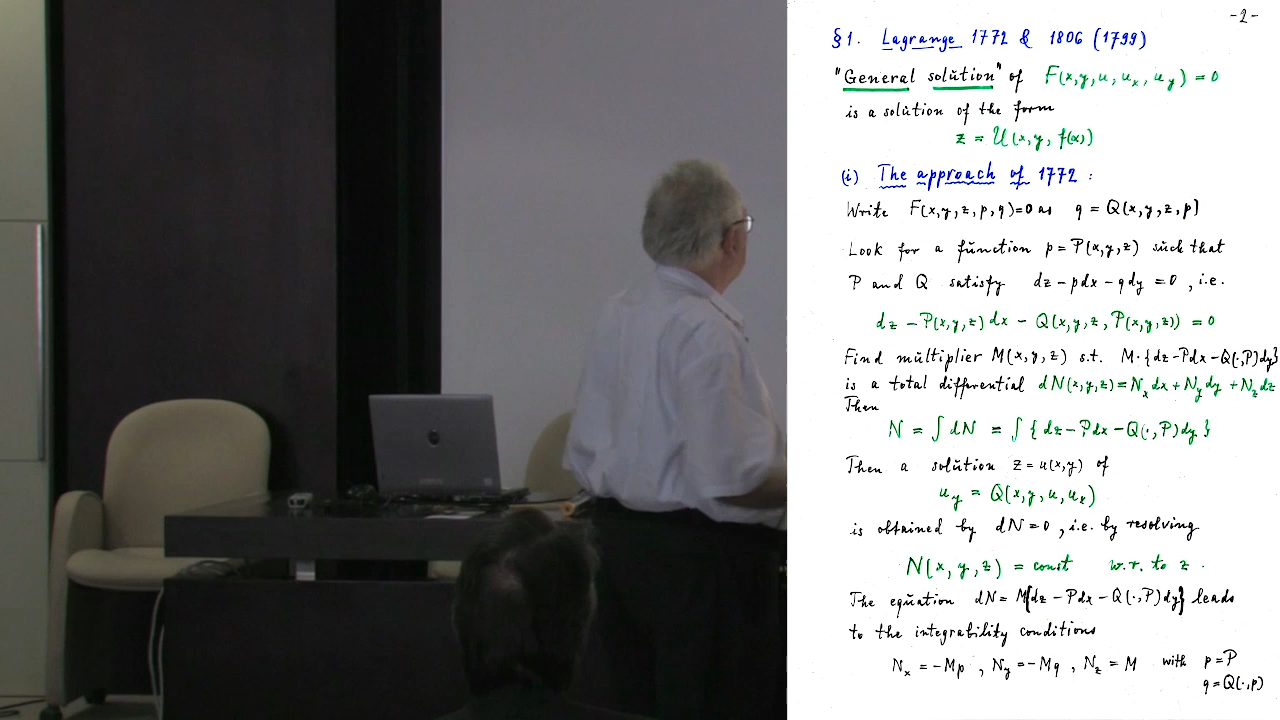 -2-
§1. Lagrange 1772 & 1806 (1799)
"General solution" of F(x,y,u,u_x,u_y) = 0
is a solution of the form
z = U(x,y,f(α))
(i) The approach of 1772 :
Write F(x,y,z,p,q)=0 as q = Q(x,y,z,p)
Look for a function p = P(x,y,z) such that
P and Q satisfy dz - pdx - qdy = 0, i.e.
dz - P(x,y,z) dx - Q(x,y,z,P(x,y,z)) = 0
Find multiplier M(x,y,z) s.t. M·{dz-Pdx-Q(·,P)dy}
is a total differential dN(x,y,z)=N_x dx+N_y dy+N_z dz
Then
N = ∫ dN = ∫ { dz - Pdx - Q(·,P)dy }
Then a solution z = u(x,y) of
u_y = Q(x,y,u,u_x)
is obtained by dN = 0, i.e. by resolving
N(x,y,z) = const w.r. to z.
The equation dN = M{dz - Pdx - Q(·,P)dy} leads
to the integrability conditions
N_x = -Mp, N_y = -Mq, N_z = M with p = P
q = Q(·,p)